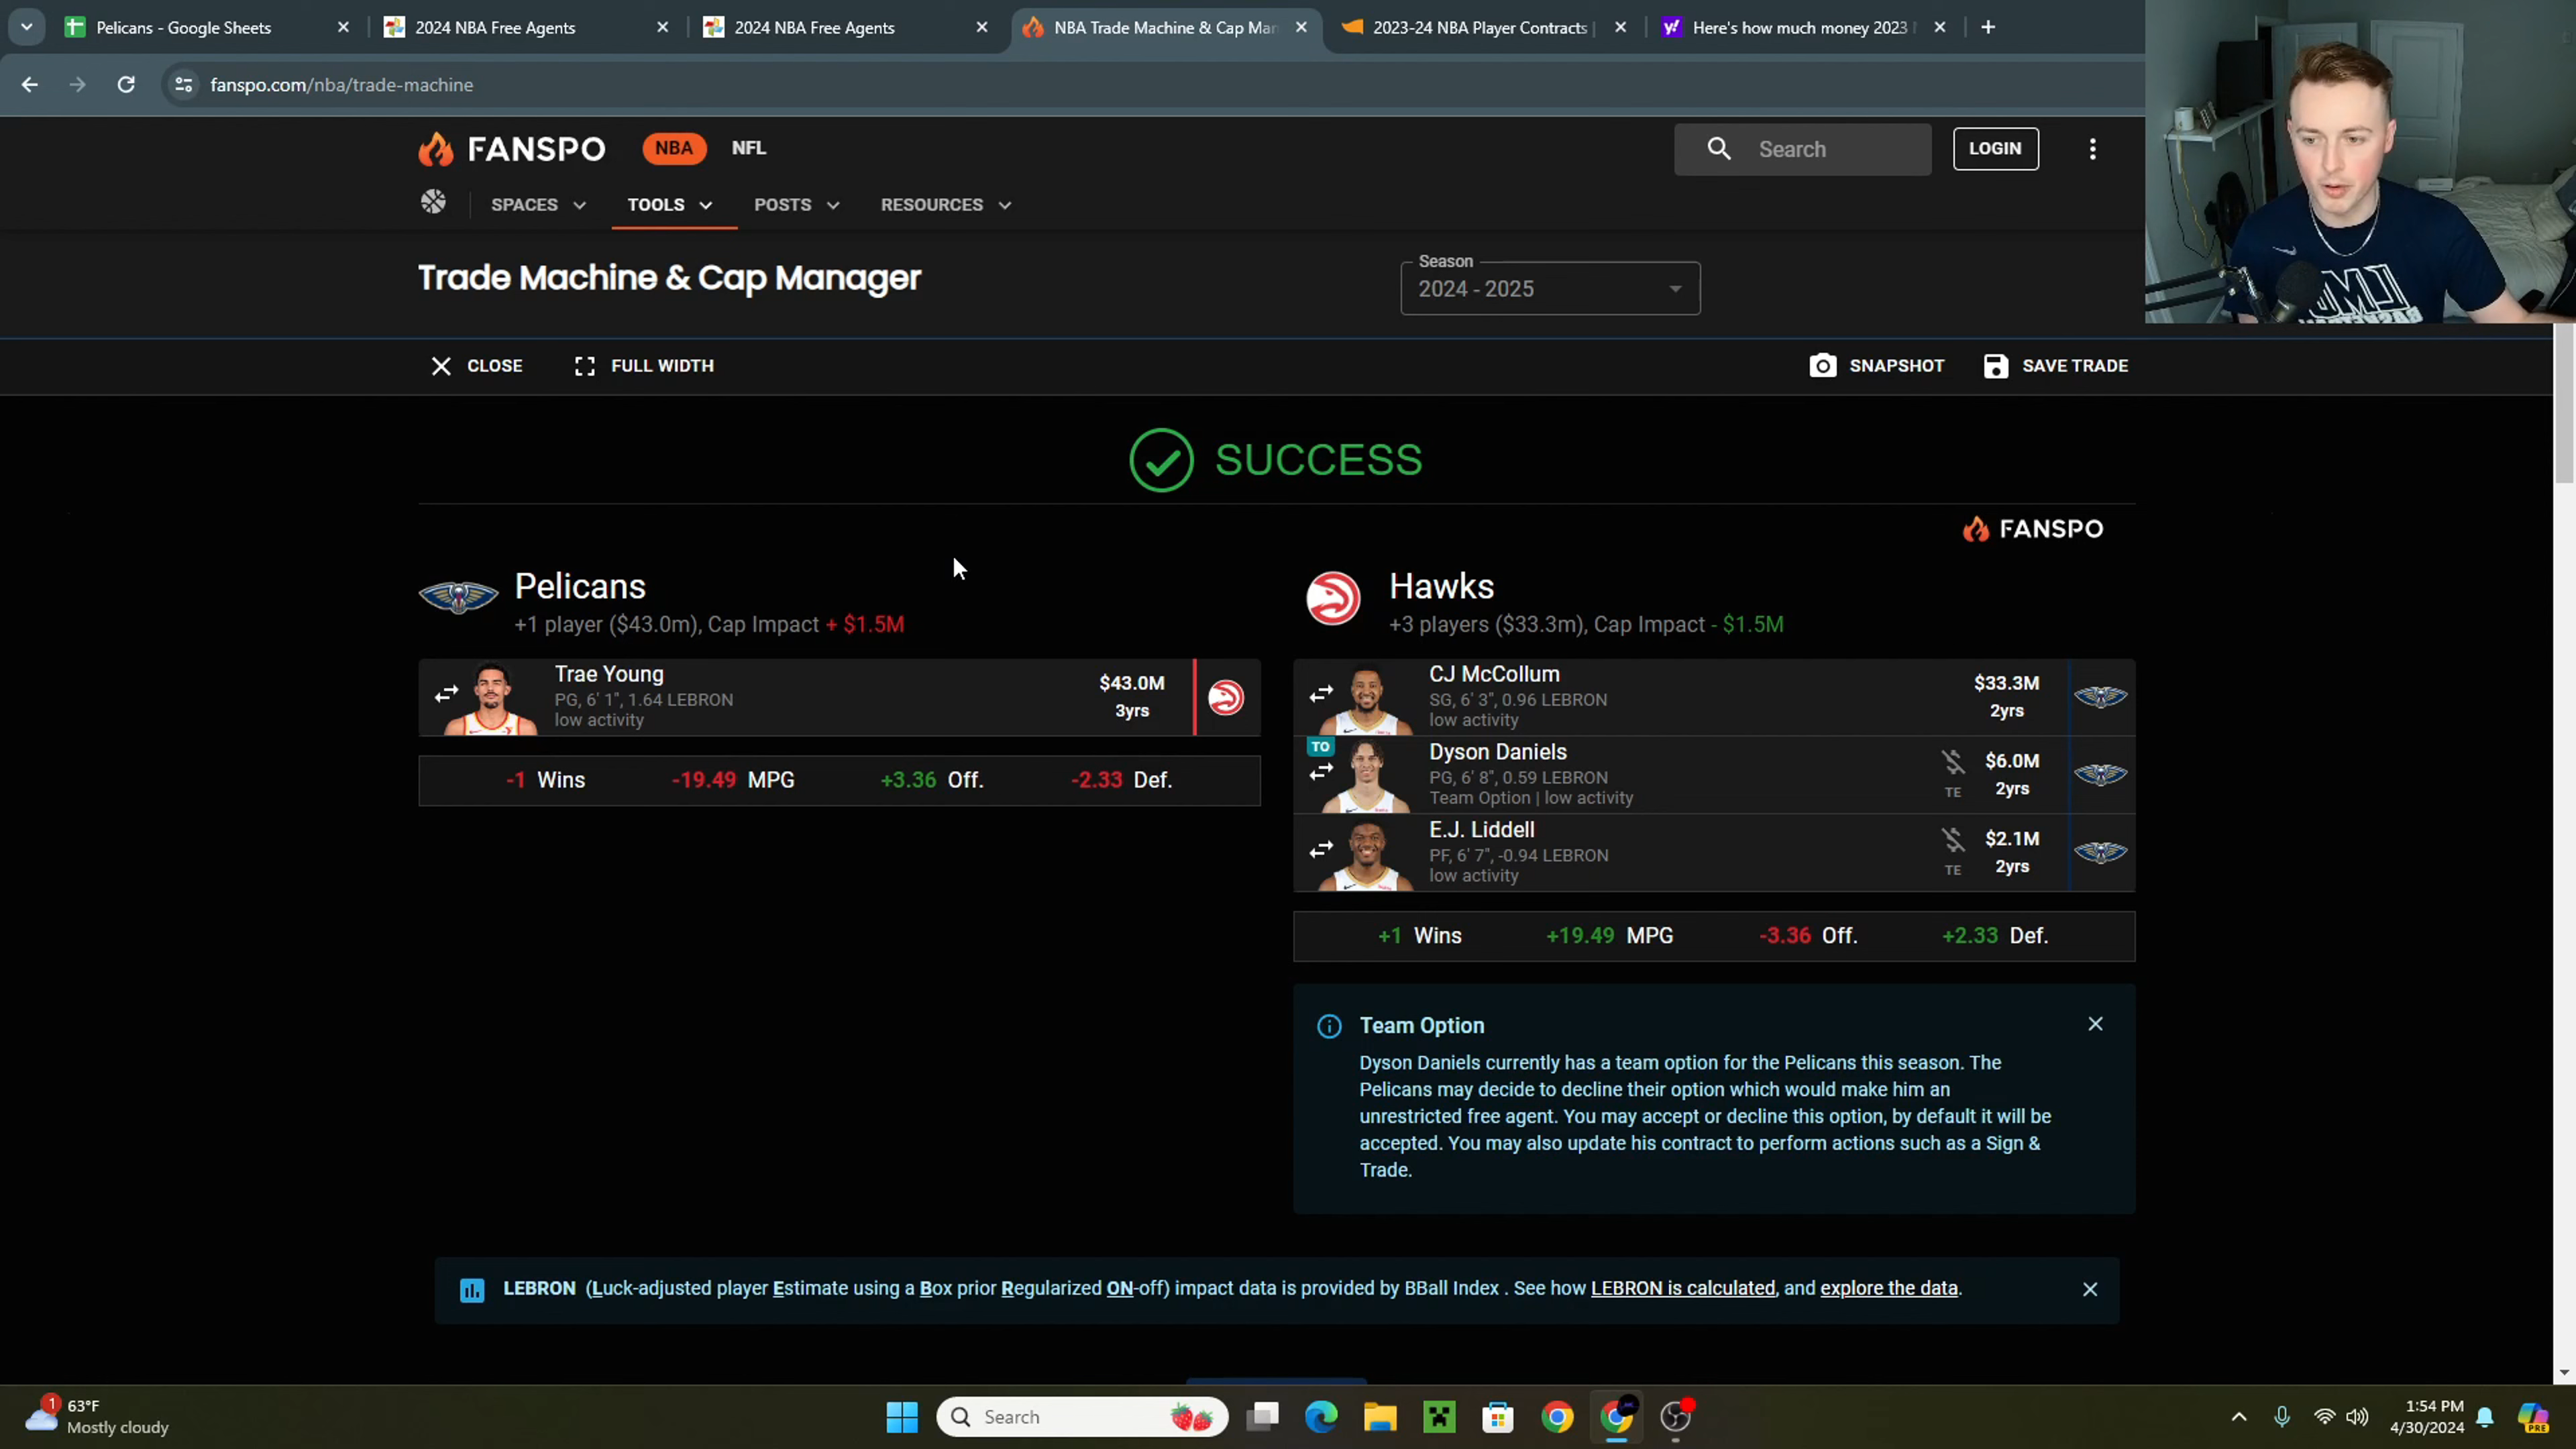 Pelicans - Google Sheets
2024 NBA Free Agents
2024 NBA Free Agents
NBA Trade Machine & Cap Man
2023-24 NBA Player Contracts |
Here's how much money 2023
fanspo.com/nba/trade-machine
FANSPO NBA NFL
Search
LOGIN
SPACES TOOLS POSTS RESOURCES
Trade Machine & Cap Manager
Season
2024 - 2025
CLOSE FULL WIDTH SNAPSHOT SAVE TRADE
SUCCESS
FANSPO
Pelicans
+1 player ($43.0m), Cap Impact + $1.5M
Trae Young
PG, 6' 1", 1.64 LEBRON
low activity
$43.0M
3yrs
-1 Wins -19.49 MPG +3.36 Off. -2.33 Def.
Hawks
+3 players ($33.3m), Cap Impact - $1.5M
CJ McCollum
SG, 6' 3", 0.96 LEBRON
low activity
$33.3M
2yrs
TO
Dyson Daniels
PG, 6' 8", 0.59 LEBRON
Team Option | low activity
TE
$6.0M
2yrs
E.J. Liddell
PF, 6' 7", -0.94 LEBRON
low activity
TE
$2.1M
2yrs
+1 Wins +19.49 MPG -3.36 Off. +2.33 Def.
Team Option
Dyson Daniels currently has a team option for the Pelicans this season. The
Pelicans may decide to decline their option which would make him an
unrestricted free agent. You may accept or decline this option, by default it will be
accepted. You may also update his contract to perform actions such as a Sign &
Trade.
LEBRON (Luck-adjusted player Estimate using a Box prior Regularized ON-off) impact data is provided by BBall Index . See how LEBRON is calculated, and explore the data.
1
63°F
Mostly cloudy
Search
1:54 PM
4/30/2024
PRE